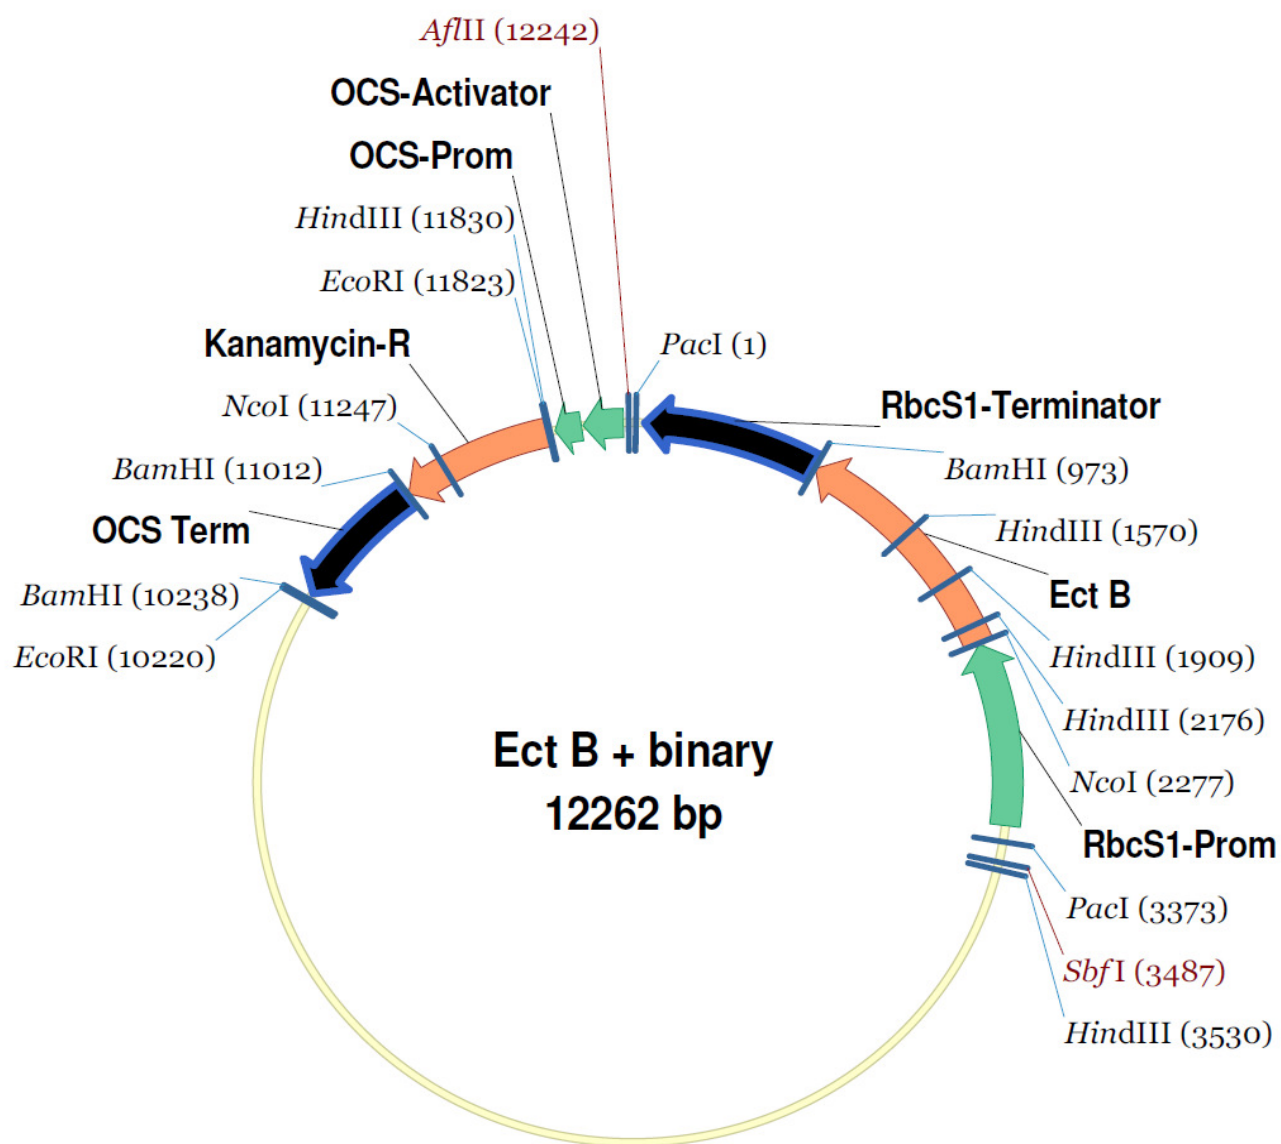 AflII (12242)
OCS-Activator
OCS-Prom
HindIII (11830)
EcoRI (11823)
Kanamycin-R
NcoI (11247)
BamHI (11012)
OCS Term
BamHI (10238)
EcoRI (10220)
PacI (1)
RbcS1-Terminator
BamHI (973)
HindIII (1570)
Ect B
HindIII (1909)
HindIII (2176)
NcoI (2277)
RbcS1-Prom
PacI (3373)
SbfI (3487)
HindIII (3530)
Ect B + binary
12262 bp